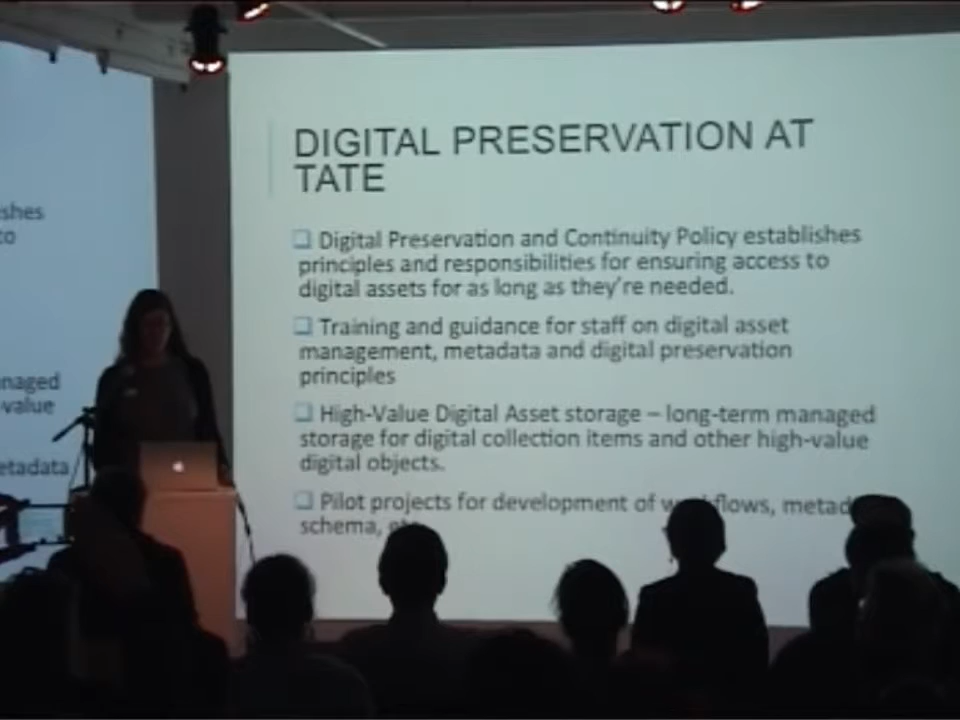 shes
to
naged
-value
etadata
DIGITAL PRESERVATION AT
TATE
Digital Preservation and Continuity Policy establishes
principles and responsibilities for ensuring access to
digital assets for as long as they're needed.
Training and guidance for staff on digital asset
management, metadata and digital preservation
principles
High-Value Digital Asset storage – long-term managed
storage for digital collection items and other high-value
digital objects.
Pilot projects for development of flows, metad
schema,